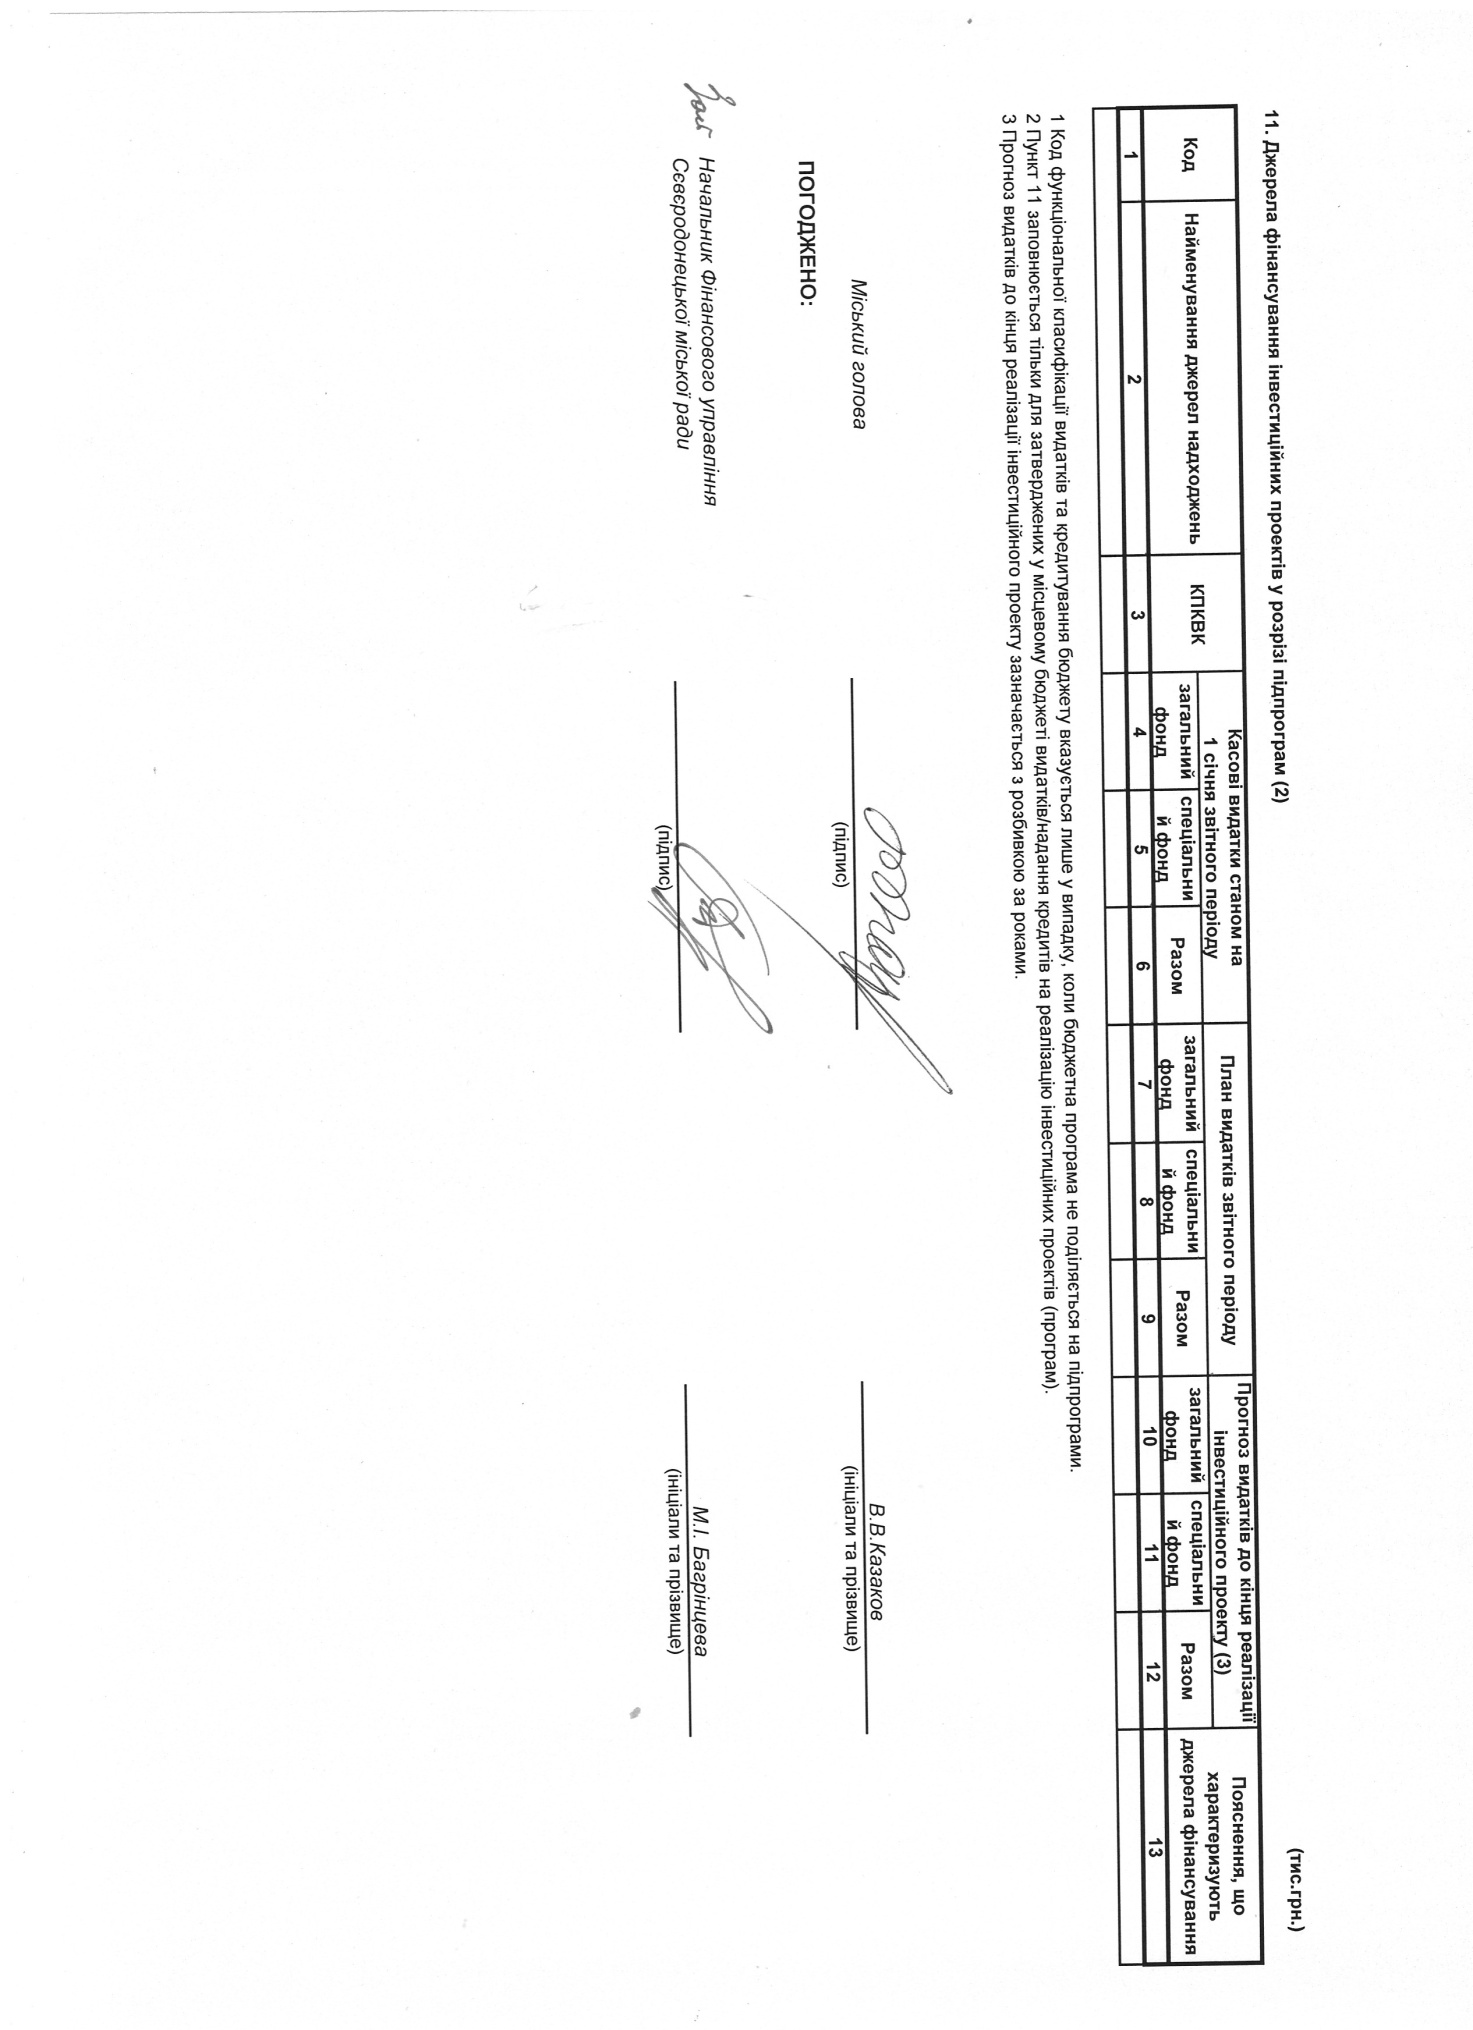 11. Джерела фінансування інвестиційних проектів у розрізі підпрограм (2)
(тис.грн.)
Код
Найменування джерел надходжень
КПКВК
Касові видатки станом на
1 січня звітного періоду
План видатків звітного періоду
Прогноз видатків до кінця реалізації
інвестиційного проекту (3)
Пояснення, що
характеризують
джерела фінансування
загальний
фонд
спеціальни
й фонд
Разом
загальний
фонд
спеціальни
й фонд
Разом
загальний
фонд
спеціальни
й фонд
Разом
1 2 3 4 5 6 7 8 9 10 11 12 13
1 Код функціональної класифікації видатків та кредитування бюджету вказується лише у випадку, коли бюджетна програма не поділяється на підпрограми.
2 Пункт 11 заповнюється тільки для затверджених у місцевому бюджеті видатків/надання кредитів на реалізацію інвестиційних проектів (програм).
3 Прогноз видатків до кінця реалізації інвестиційного проекту зазначається з розбивкою за роками.
Міський голова
В.В.Казаков
(підпис)
(ініціали та прізвище)
ПОГОДЖЕНО:
Начальник Фінансового управління
Сєвєродонецької міської ради
М.І. Багрінцева
(підпис)
(ініціали та прізвище)